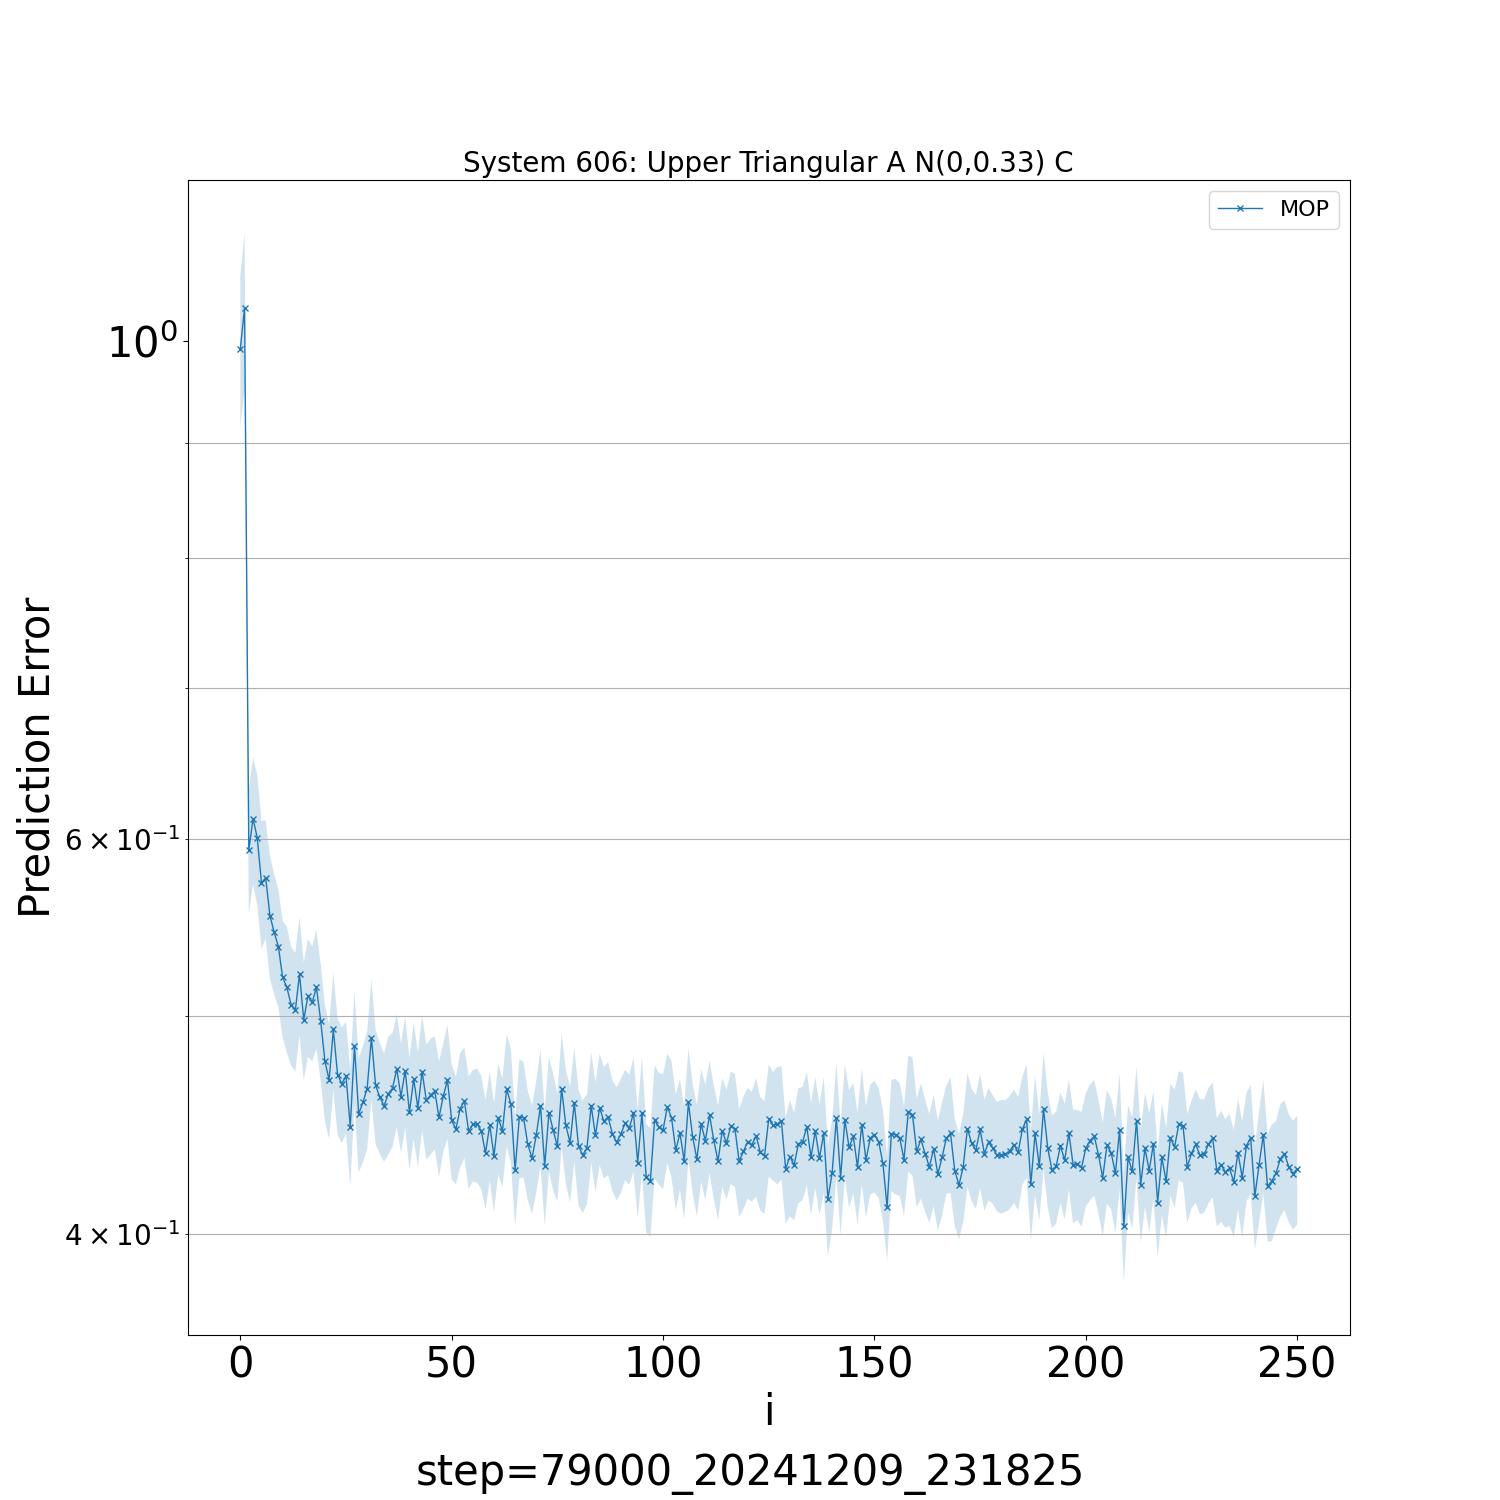 System 606: Upper Triangular A N(0,0.33) C
MOP
10⁰
6 × 10⁻¹
4 × 10⁻¹
Prediction Error
0 50 100 150 200 250
i
step=79000_20241209_231825